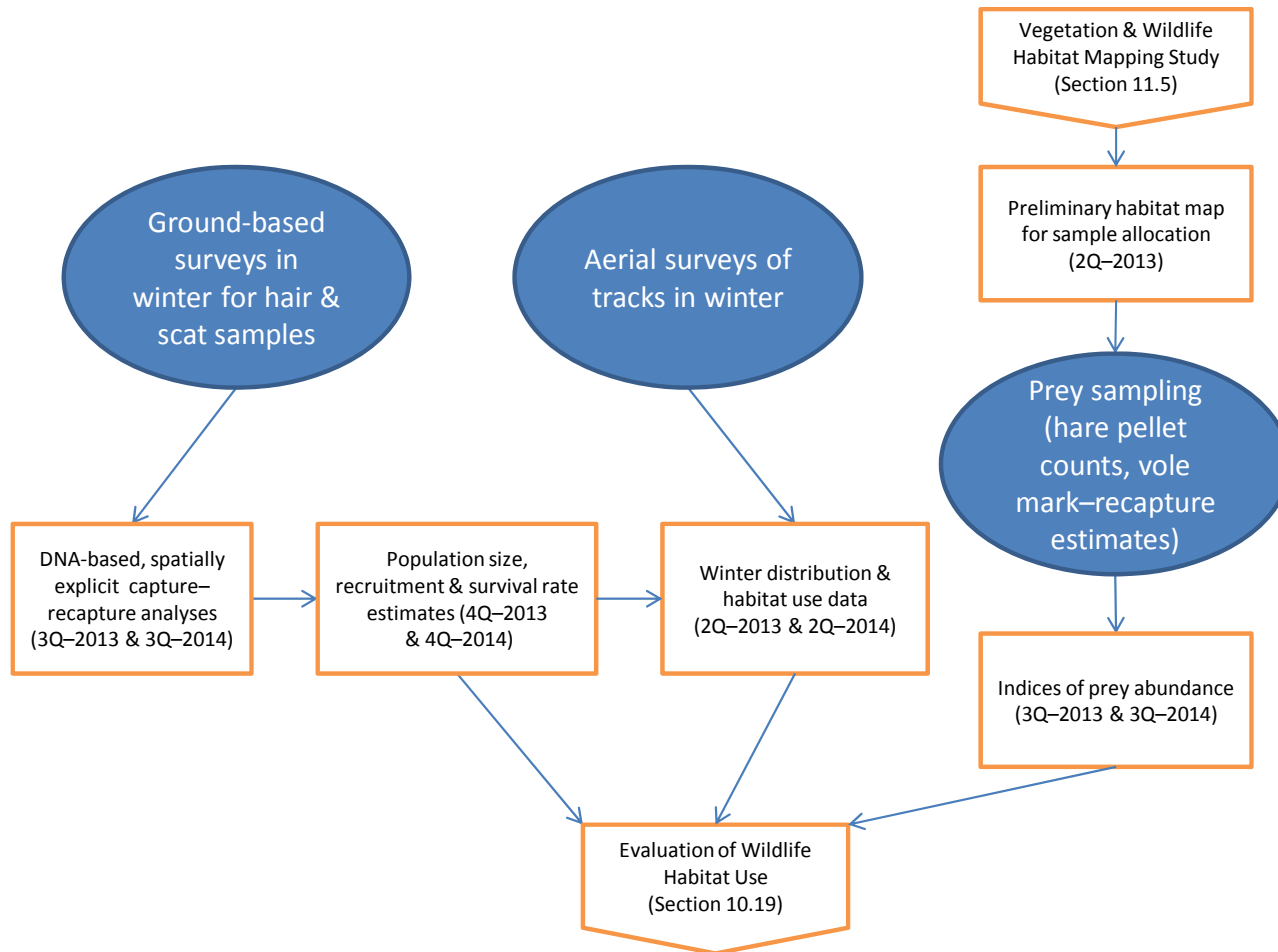 Vegetation & Wildlife
Habitat Mapping Study
(Section 11.5)
Ground-based
surveys in
winter for hair &
scat samples
Aerial surveys of
tracks in winter
Preliminary habitat map
for sample allocation
(2Q–2013)
Prey sampling
(hare pellet
counts, vole
mark–recapture
estimates)
DNA-based, spatially
explicit capture–
recapture analyses
(3Q–2013 & 3Q–2014)
Population size,
recruitment & survival rate
estimates (4Q–2013
& 4Q–2014)
Winter distribution &
habitat use data
(2Q–2013 & 2Q–2014)
Indices of prey abundance
(3Q–2013 & 3Q–2014)
Evaluation of Wildlife
Habitat Use
(Section 10.19)